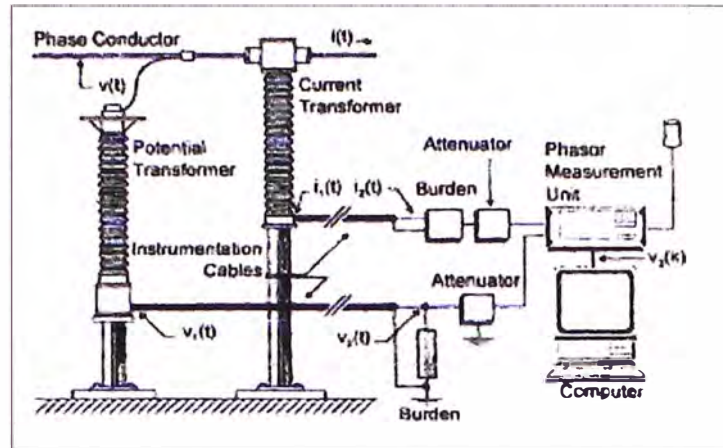 Phase Conductor
i(t)
v(t)
Current
Transformer
Potential
Transformer
Attenuator
Phasor
Measurement
Unit
i₁(t) i₂(t) Burden
Instrumentation
Cables
Attenuator
v₁(t)
v₂(t)
Burden
Computer